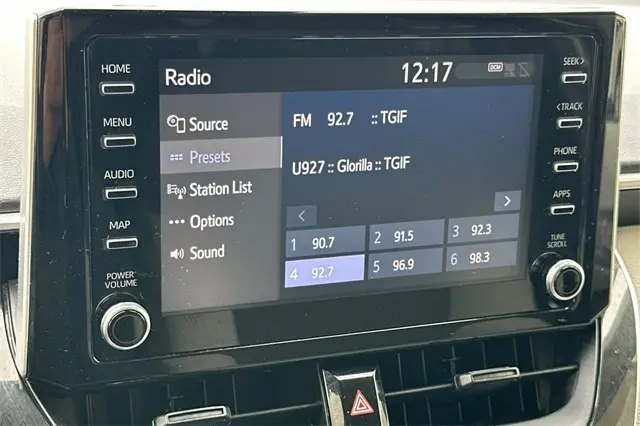 HOME
MENU
AUDIO
MAP
POWER
VOLUME
Radio
12:17
DCM
Source
Presets
Station List
Options
Sound
FM 92.7 :: TGIF
U927 :: Glorilla :: TGIF
<
>
1 90.7
2 91.5
3 92.3
4 92.7
5 96.9
6 98.3
SEEK >
< TRACK
PHONE
APPS
TUNE
SCROLL